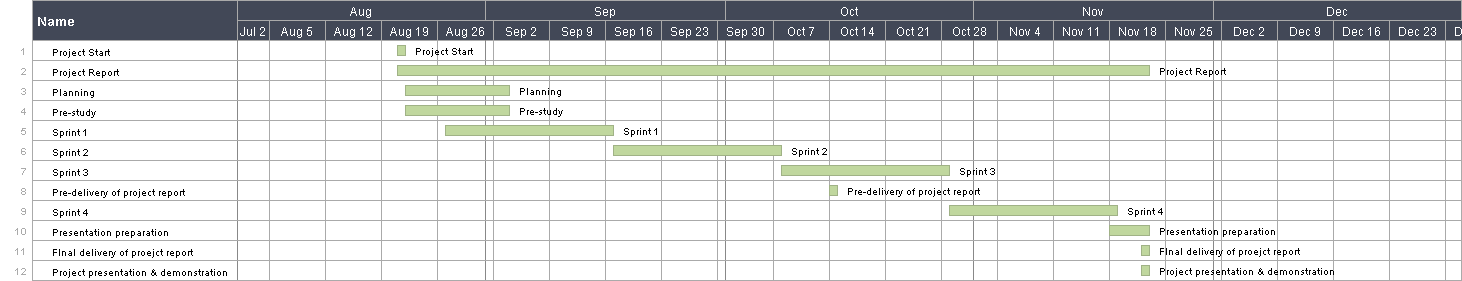 Name
Aug Sep Oct Nov Dec
Jul 2 Aug 5 Aug 12 Aug 19 Aug 26 Sep 2 Sep 9 Sep 16 Sep 23 Sep 30 Oct 7 Oct 14 Oct 21 Oct 28 Nov 4 Nov 11 Nov 18 Nov 25 Dec 2 Dec 9 Dec 16 Dec 23 D
1 Project Start Project Start
2 Project Report Project Report
3 Planning Planning
4 Pre-study Pre-study
5 Sprint 1 Sprint 1
6 Sprint 2 Sprint 2
7 Sprint 3 Sprint 3
8 Pre-delivery of project report Pre-delivery of project report
9 Sprint 4 Sprint 4
10 Presentation preparation Presentation preparation
11 FInal delivery of proejct report FInal delivery of proejct report
12 Project presentation & demonstration Project presentation & demonstration